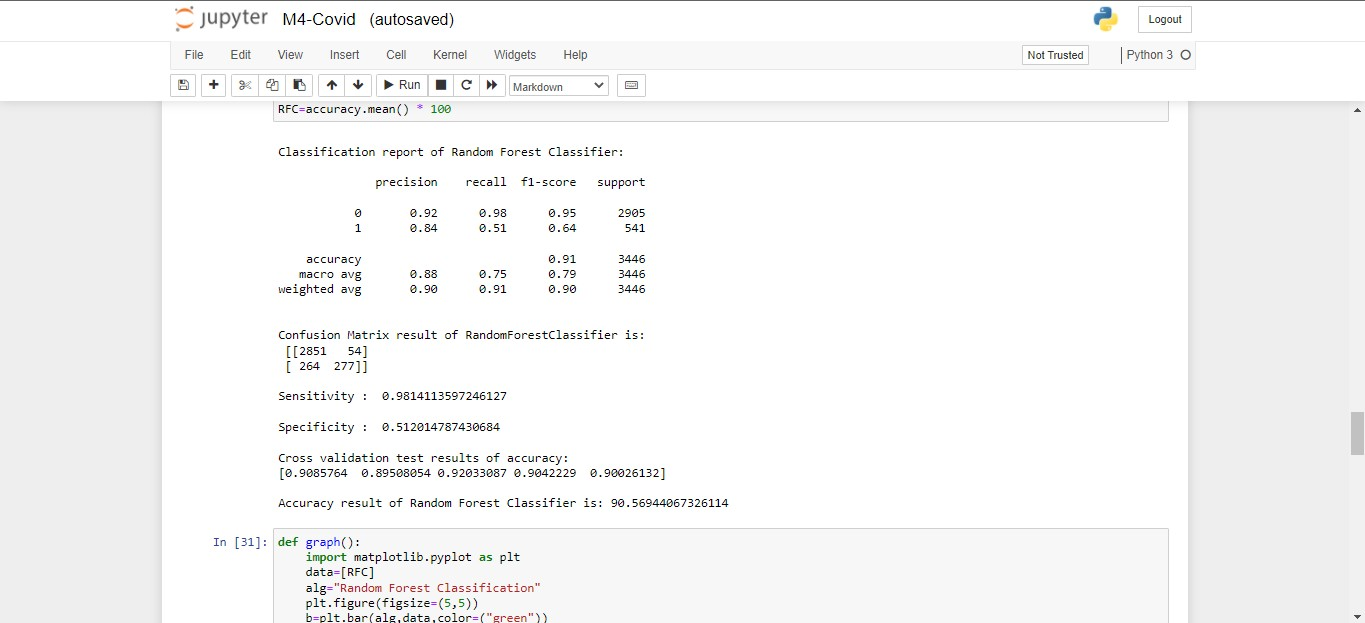 jupyter M4-Covid (autosaved)
Logout
File Edit View Insert Cell Kernel Widgets Help
Not Trusted
Python 3
Run
Markdown
RFC=accuracy.mean() * 100
Classification report of Random Forest Classifier:
precision recall f1-score support
0 0.92 0.98 0.95 2905
1 0.84 0.51 0.64 541
accuracy 0.91 3446
macro avg 0.88 0.75 0.79 3446
weighted avg 0.90 0.91 0.90 3446
Confusion Matrix result of RandomForestClassifier is:
[[2851 54]
[ 264 277]]
Sensitivity : 0.9814113597246127
Specificity : 0.512014787430684
Cross validation test results of accuracy:
[0.9085764 0.89508054 0.92033087 0.9042229 0.90026132]
Accuracy result of Random Forest Classifier is: 90.56944067326114
In [31]: def graph():
import matplotlib.pyplot as plt
data=[RFC]
alg="Random Forest Classification"
plt.figure(figsize=(5,5))
b=plt.bar(alg,data,color=("green"))